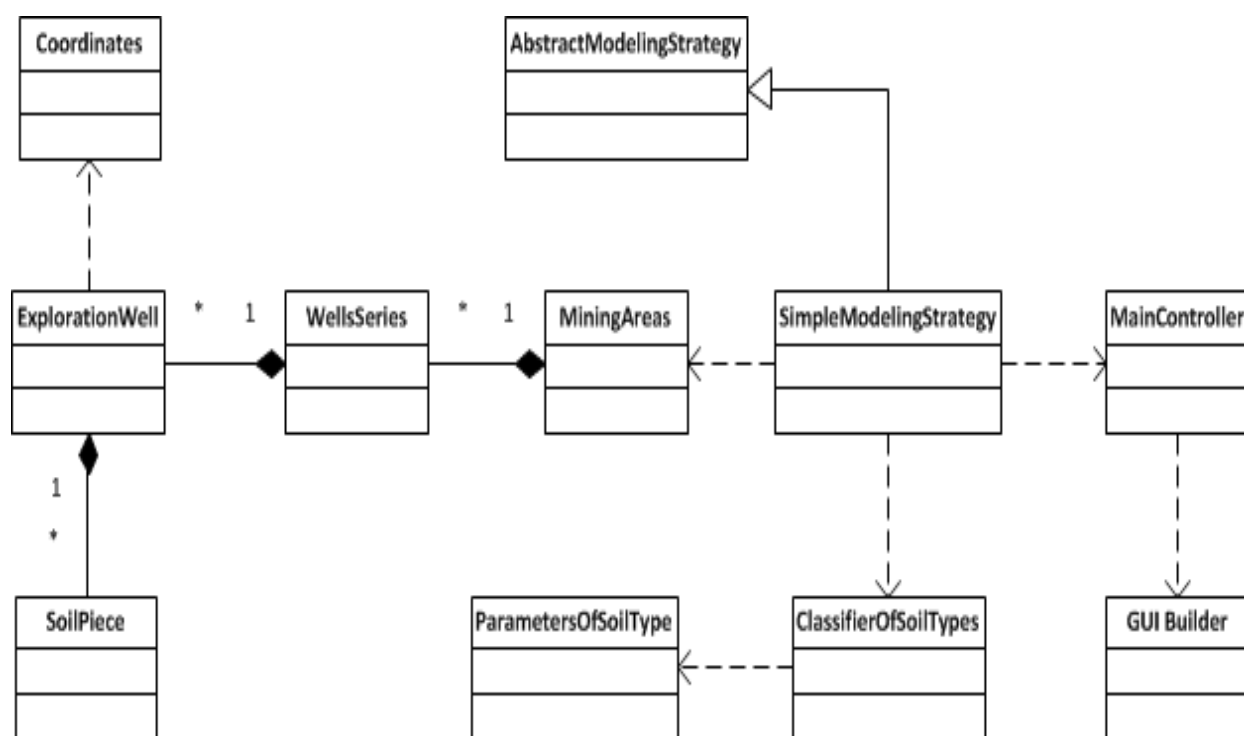 Coordinates
AbstractModelingStrategy
ExplorationWell
* 1
WellsSeries
* 1
MiningAreas
SimpleModelingStrategy
MainController
1
*
SoilPiece
ParametersOfSoilType
ClassifierOfSoilTypes
GUI Builder